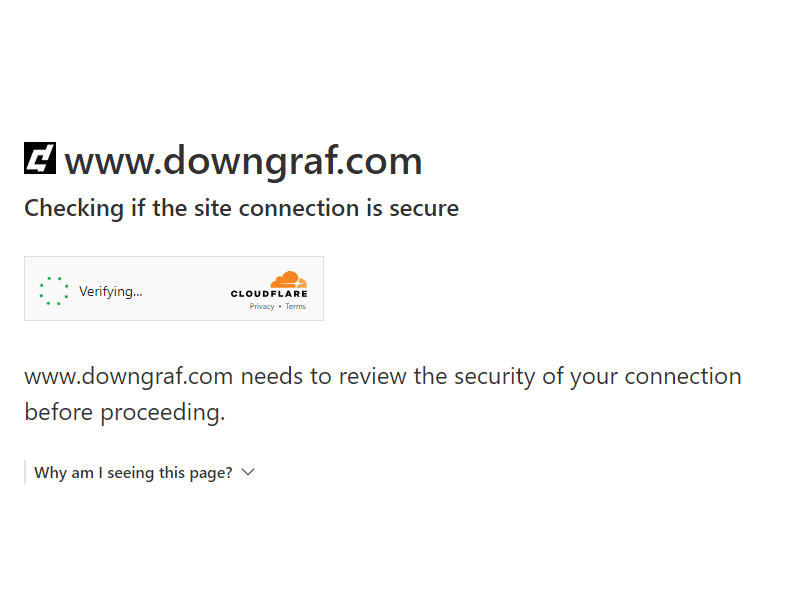 www.downgraf.com
Checking if the site connection is secure
Verifying...
CLOUDFLARE
Privacy • Terms
www.downgraf.com needs to review the security of your connection
before proceeding.
Why am I seeing this page?